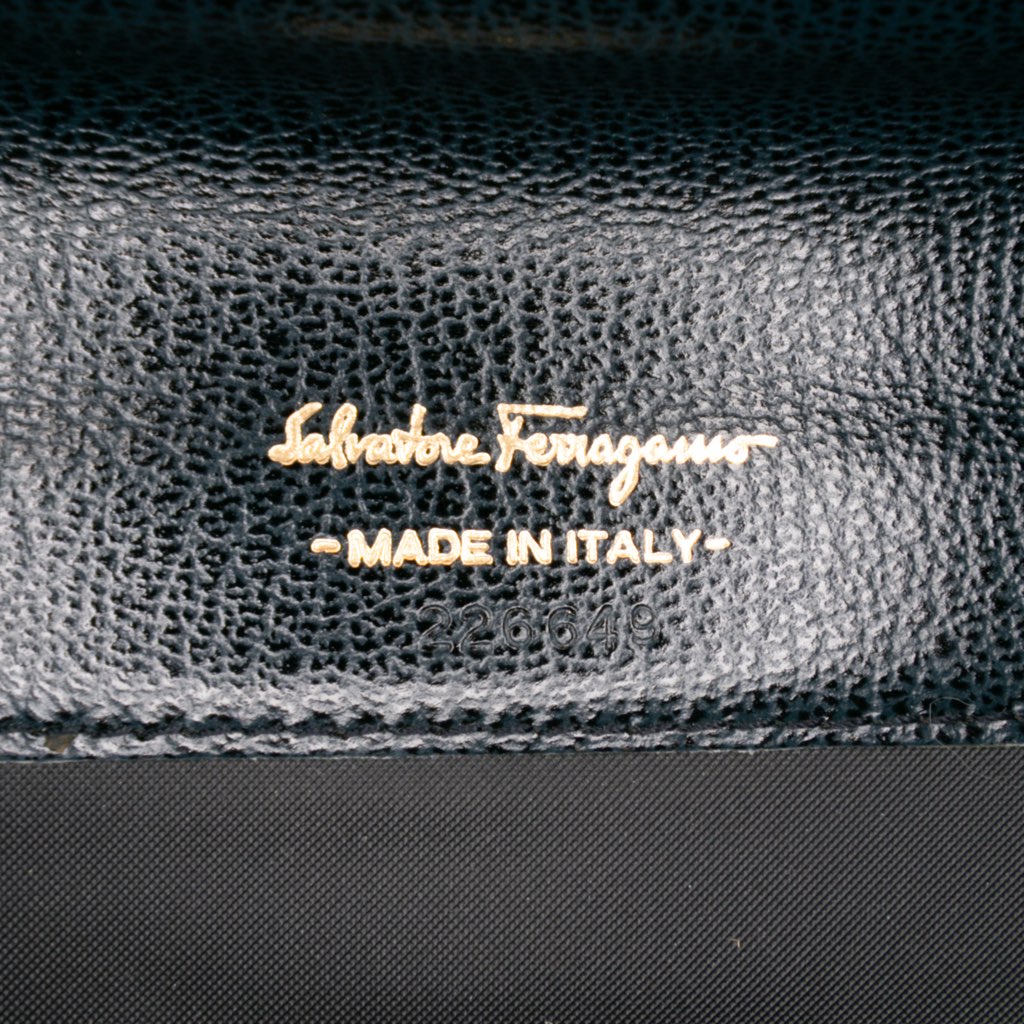 Salvatore Ferragamo
-MADE IN ITALY-
226649